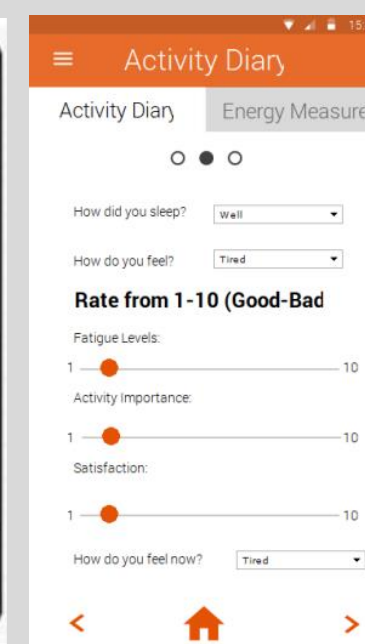 15:
Activity Diary
Activity Diary Energy Measure
How did you sleep? Well
How do you feel? Tired
Rate from 1-10 (Good-Bad
Fatigue Levels:
1 10
Activity Importance:
1 10
Satisfaction:
1 10
How do you feel now? Tired
< >